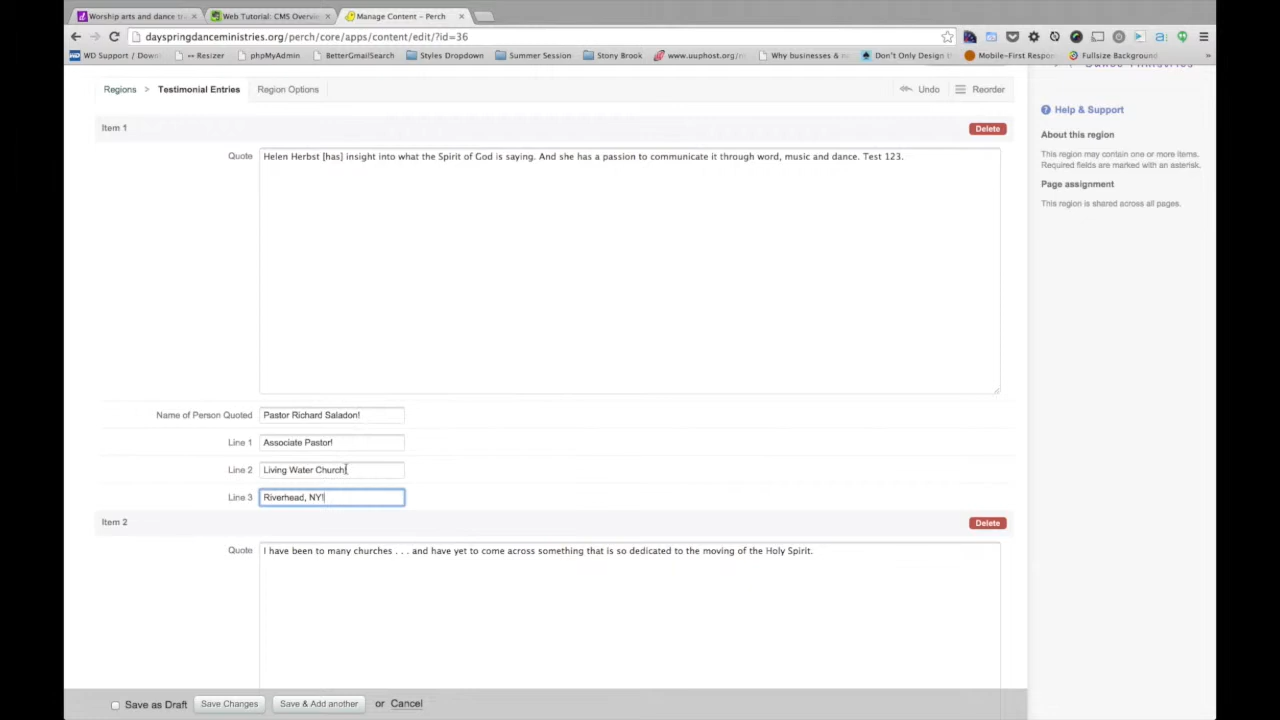 Worship arts and dance tra
Web Tutorial: CMS Overvie
Manage Content – Perch
dayspringdanceministries.org/perch/core/apps/content/edit/?id=36
WD Support / Down
↔ Resizer
phpMyAdmin
BetterGmailSearch
Styles Dropdown
Summer Session
Stony Brook
www.uuphost.org/r
Why businesses &
Don't Only Design
Mobile-First Respon
Fullsize Background
»
Regions > Testimonial Entries
Region Options
Undo
Reorder
Help & Support
About this region
This region may contain one or more items.
Required fields are marked with an asterisk.
Page assignment
This region is shared across all pages.
Item 1
Delete
Quote
Helen Herbst [has] insight into what the Spirit of God is saying. And she has a passion to communicate it through word, music and dance. Test 123.
Name of Person Quoted
Pastor Richard Saladon!
Line 1
Associate Pastor!
Line 2
Living Water Church!
Line 3
Riverhead, NY!
Item 2
Delete
Quote
I have been to many churches . . . and have yet to come across something that is so dedicated to the moving of the Holy Spirit.
Save as Draft
Save Changes
Save & Add another
or Cancel